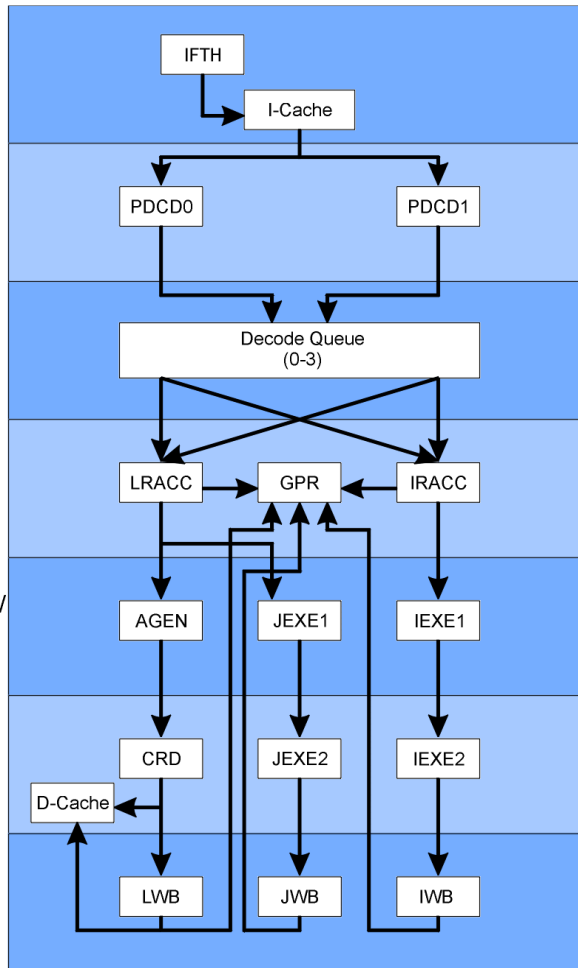 IFTH
I-Cache
PDCD0
PDCD1
Decode Queue
(0-3)
LRACC
GPR
IRACC
/
AGEN
JEXE1
IEXE1
CRD
JEXE2
IEXE2
D-Cache
LWB
JWB
IWB